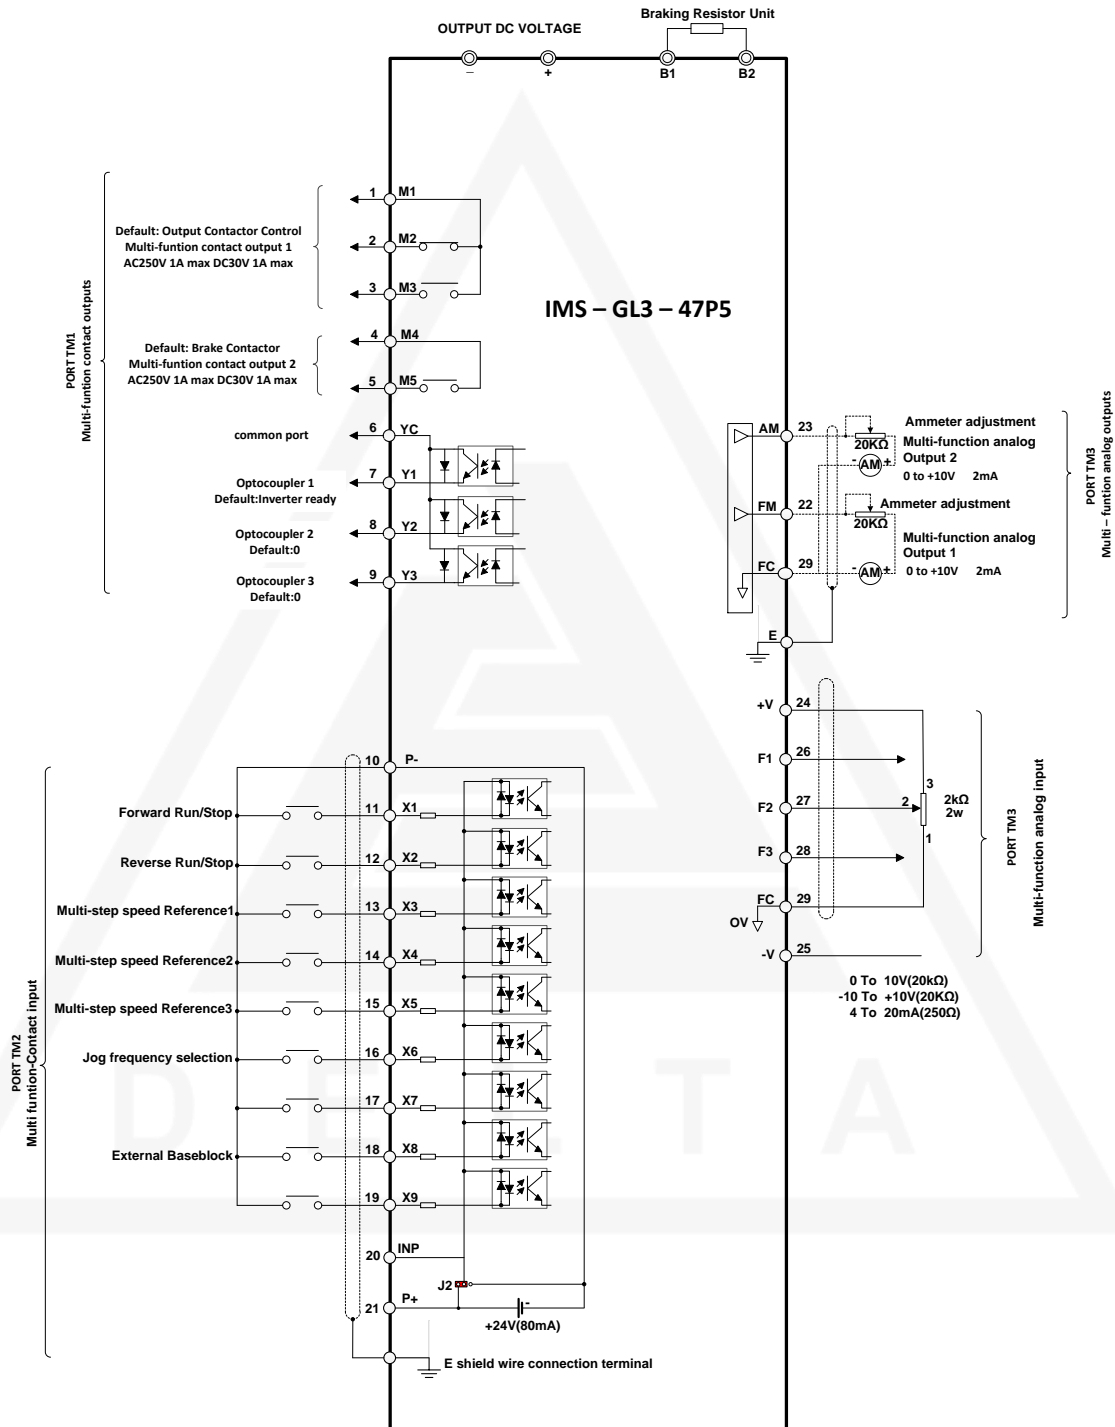 Braking Resistor Unit
OUTPUT DC VOLTAGE
–
+
B1
B2
1 M1
Default: Output Contactor Control
2 M2
Multi-funtion contact output 1
AC250V 1A max DC30V 1A max
3 M3
IMS – GL3 – 47P5
4 M4
Default: Brake Contactor
Multi-funtion contact output 2
AC250V 1A max DC30V 1A max
5 M5
PORT TM1
Multi-funtion contact outputs
6 YC
common port
7 Y1
Optocoupler 1
Default:Inverter ready
8 Y2
Optocoupler 2
Default:0
9 Y3
Optocoupler 3
Default:0
AM 23
Ammeter adjustment
20KΩ
Multi-function analog
Output 2
- AM +
0 to +10V 2mA
FM 22
Ammeter adjustment
20KΩ
Multi-function analog
Output 1
FC 29
- AM +
0 to +10V 2mA
E
PORT TM3
Multi – funtion analog outputs
+V 24
F1 26
3
F2 27
2
2kΩ
2w
1
F3 28
FC 29
OV
-V 25
0 To 10V(20kΩ)
-10 To +10V(20KΩ)
4 To 20mA(250Ω)
PORT TM3
Multi-function analog input
10 P-
Forward Run/Stop
11 X1
Reverse Run/Stop
12 X2
Multi-step speed Reference1
13 X3
Multi-step speed Reference2
14 X4
Multi-step speed Reference3
15 X5
Jog frequency selection
16 X6
17 X7
External Baseblock
18 X8
19 X9
20 INP
J2
21 P+
-
+24V(80mA)
E shield wire connection terminal
PORT TM2
Multi funtion-Contact input
DELTA